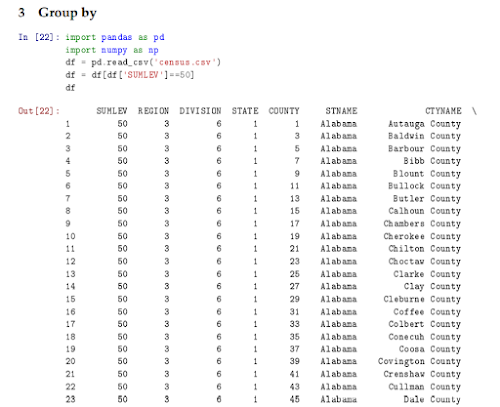 3 Group by
In [22]: import pandas as pd
import numpy as np
df = pd.read_csv('census.csv')
df = df[df['SUMLEV']==50]
df
Out[22]: SUMLEV REGION DIVISION STATE COUNTY STNAME CTYNAME \
1 50 3 6 1 1 Alabama Autauga County
2 50 3 6 1 3 Alabama Baldwin County
3 50 3 6 1 5 Alabama Barbour County
4 50 3 6 1 7 Alabama Bibb County
5 50 3 6 1 9 Alabama Blount County
6 50 3 6 1 11 Alabama Bullock County
7 50 3 6 1 13 Alabama Butler County
8 50 3 6 1 15 Alabama Calhoun County
9 50 3 6 1 17 Alabama Chambers County
10 50 3 6 1 19 Alabama Cherokee County
11 50 3 6 1 21 Alabama Chilton County
12 50 3 6 1 23 Alabama Choctaw County
13 50 3 6 1 25 Alabama Clarke County
14 50 3 6 1 27 Alabama Clay County
15 50 3 6 1 29 Alabama Cleburne County
16 50 3 6 1 31 Alabama Coffee County
17 50 3 6 1 33 Alabama Colbert County
18 50 3 6 1 35 Alabama Conecuh County
19 50 3 6 1 37 Alabama Coosa County
20 50 3 6 1 39 Alabama Covington County
21 50 3 6 1 41 Alabama Crenshaw County
22 50 3 6 1 43 Alabama Cullman County
23 50 3 6 1 45 Alabama Dale County